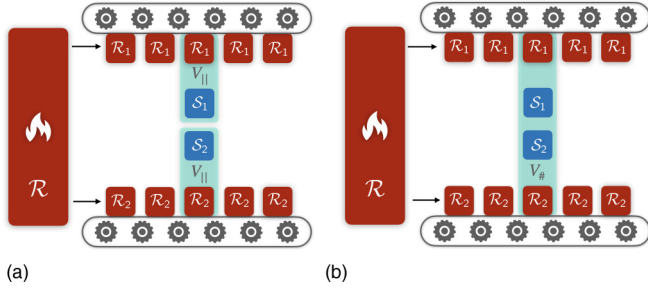 ℛ₁ ℛ₁ ℛ₁ ℛ₁ ℛ₁
V||
𝒮₁
ℛ
𝒮₂
V||
ℛ₂ ℛ₂ ℛ₂ ℛ₂ ℛ₂
(a)
ℛ₁ ℛ₁ ℛ₁ ℛ₁ ℛ₁
𝒮₁
𝒮₂
ℛ
V#
ℛ₂ ℛ₂ ℛ₂ ℛ₂ ℛ₂
(b)